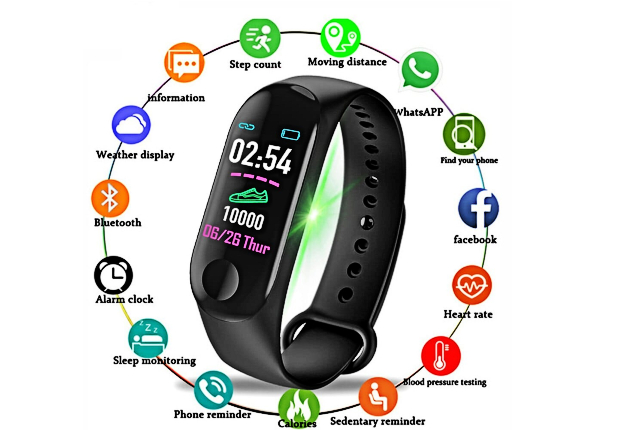 Step count
Moving distance
information
WhatsAPP
Weather display
Find your phone
Bluetooth
facebook
Alarm clock
Heart rate
Sleep monitoring
Blood pressure testing
Phone reminder
Calories
Sedentary reminder
02:54
10000
06/26 Thur
zzz
f